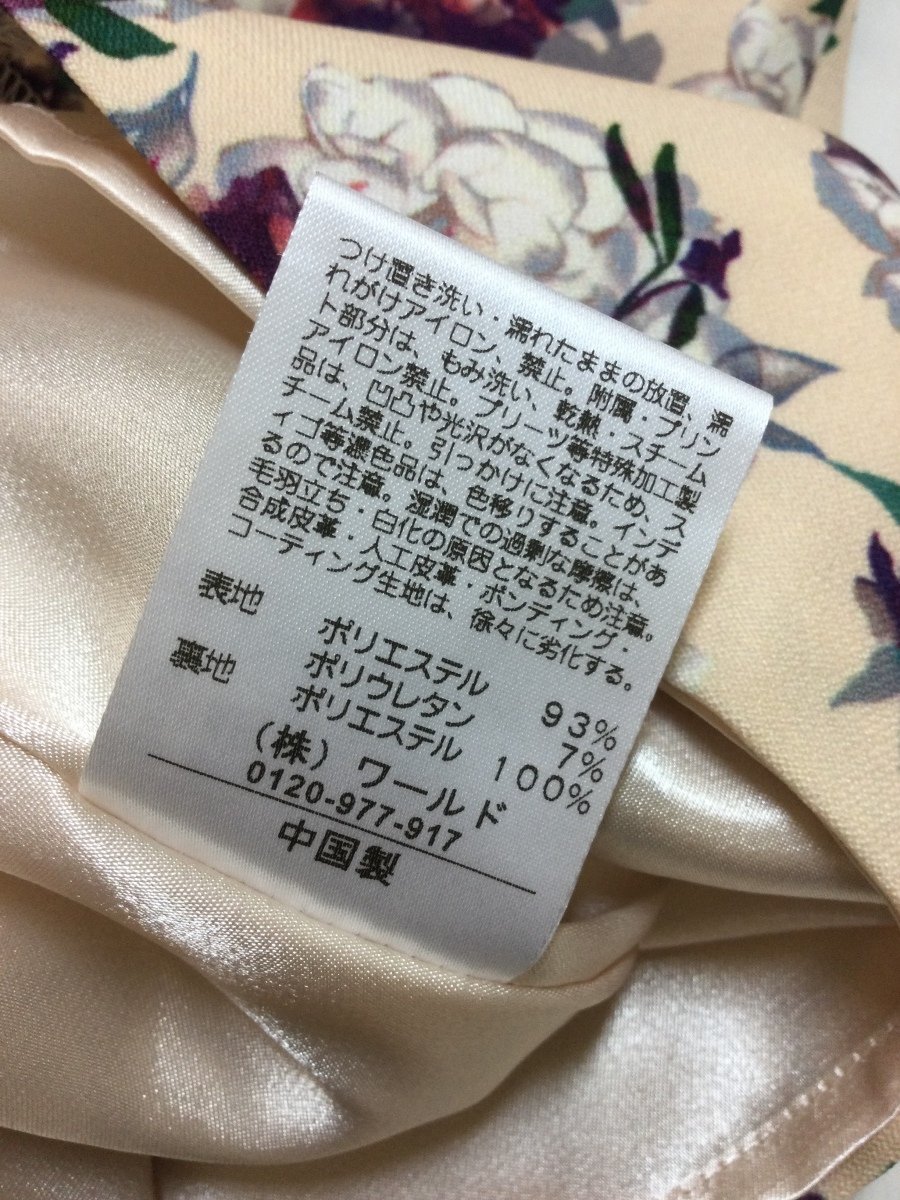 つけ置き洗い・濡れたままの放置、濡
れがけアイロン、禁止。附属・プリン
ト部分は、もみ洗い、乾熱・スチーム
アイロン禁止。プリーツ等特殊加工製
品は、凹凸や光沢がなくなるため、ス
チーム禁止。引っかけに注意。インデ
ィゴ等濃色品は、色移りすることがあ
るので注意。湿潤での過剰な摩擦は、
毛羽立ち・白化の原因となるため注意。
合成皮革・人工皮革・ボンディング・
コーティング生地は、徐々に劣化する。
表地 ポリエステル 93%
ポリウレタン 7%
裏地 ポリエステル 100%
(株)ワールド
0120-977-917
中国製